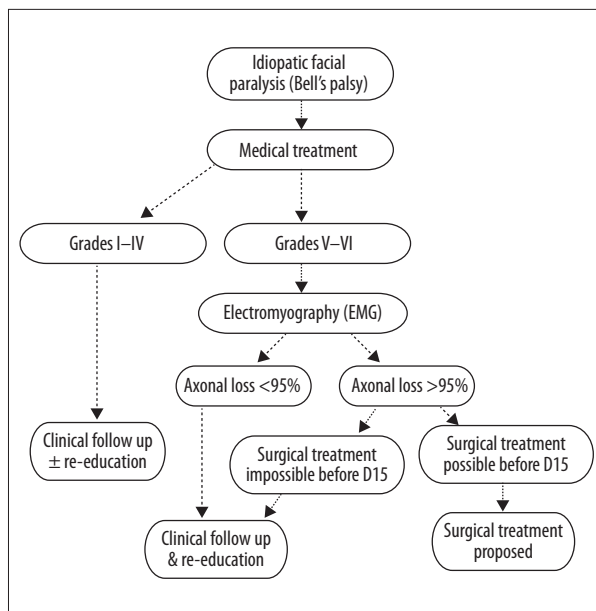 Idiopatic facial
paralysis (Bell's palsy)
Medical treatment
Grades I–IV
Grades V–VI
Electromyography (EMG)
Axonal loss <95%
Axonal loss >95%
Clinical follow up
± re-education
Surgical treatment
impossible before D15
Surgical treatment
possible before D15
Clinical follow up
& re-education
Surgical treatment
proposed